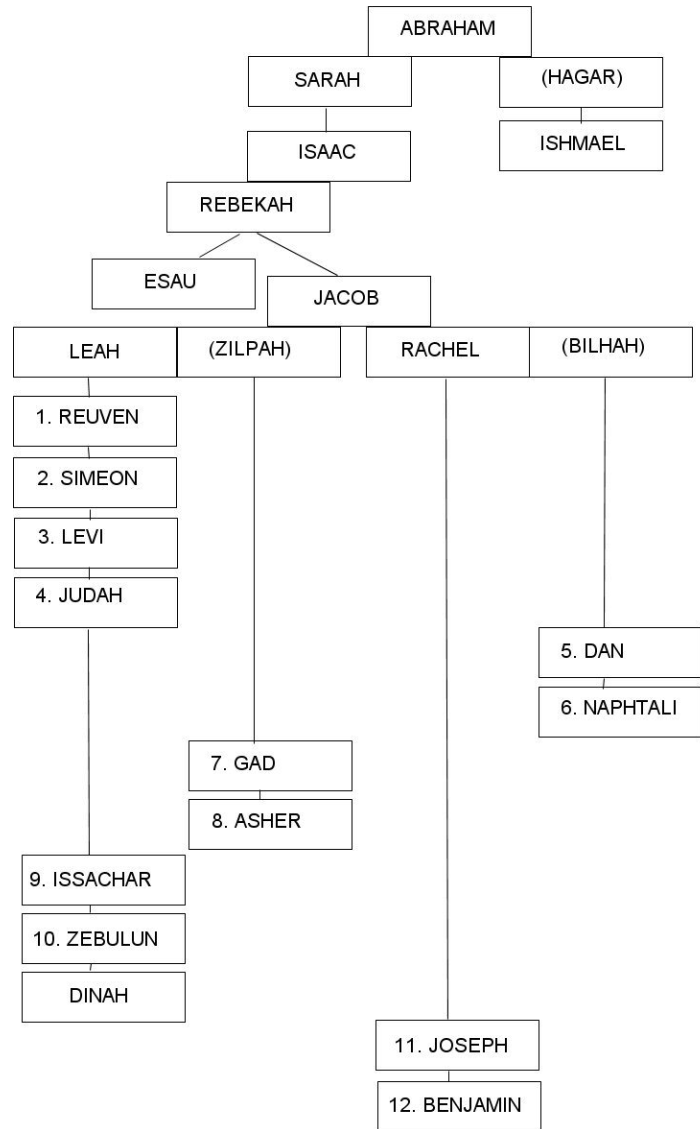 ABRAHAM
SARAH
(HAGAR)
ISAAC
ISHMAEL
REBEKAH
ESAU
JACOB
LEAH
(ZILPAH)
RACHEL
(BILHAH)
1. REUVEN
2. SIMEON
3. LEVI
4. JUDAH
5. DAN
6. NAPHTALI
7. GAD
8. ASHER
9. ISSACHAR
10. ZEBULUN
DINAH
11. JOSEPH
12. BENJAMIN